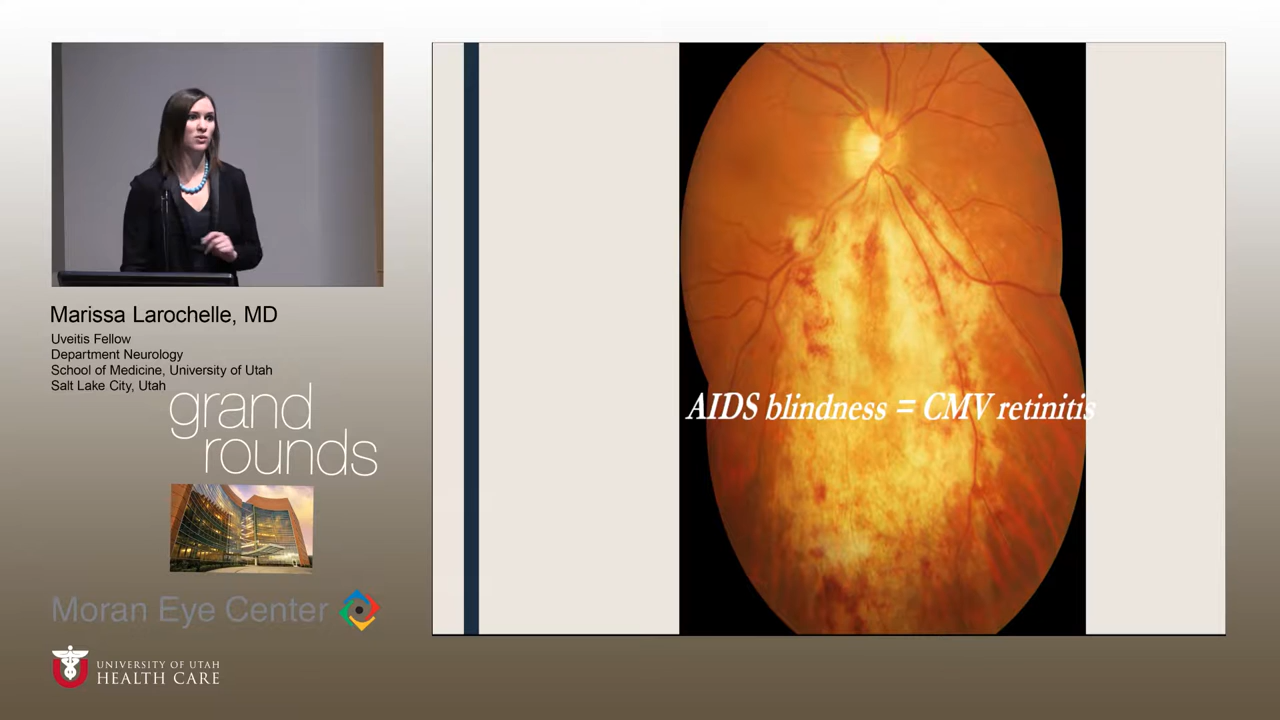 Marissa Larochelle, MD
Uveitis Fellow
Department Neurology
School of Medicine, University of Utah
Salt Lake City, Utah
grand
rounds
Moran Eye Center
UNIVERSITY OF UTAH
HEALTH CARE
AIDS blindness = CMV retinitis